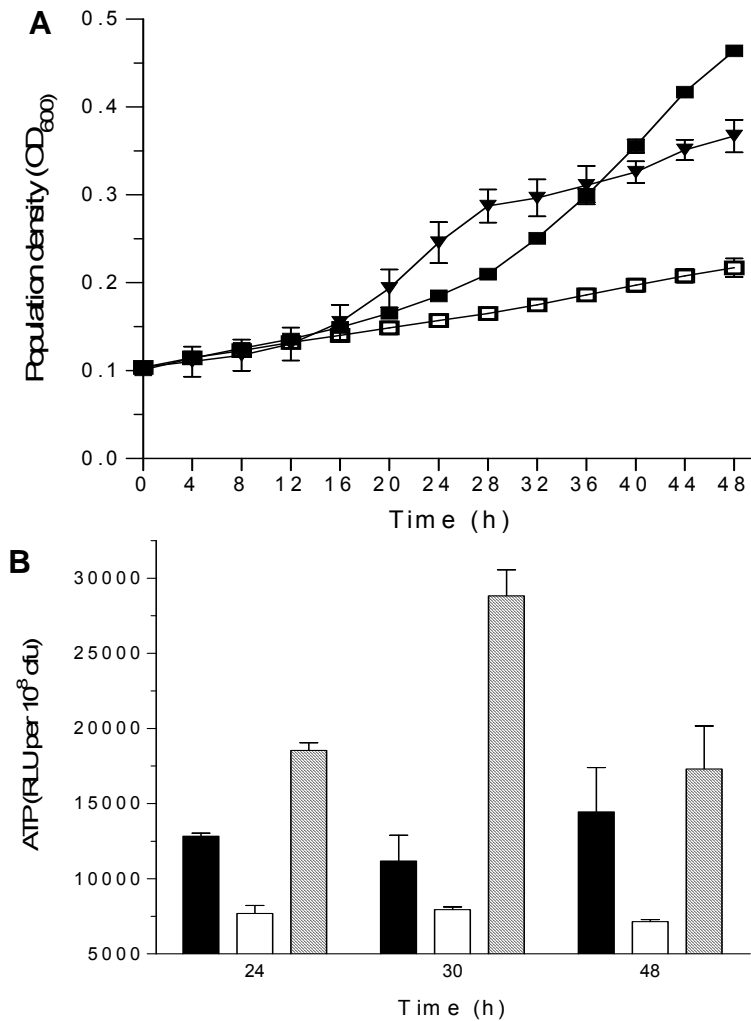 A
Population density (OD600)
0.5
0.4
0.3
0.2
0.1
0.0
0 4 8 12 16 20 24 28 32 36 40 44 48
Time (h)
B
ATP (RLU per 10^8 cfu)
30000
25000
20000
15000
10000
5000
24 30 48
Time (h)